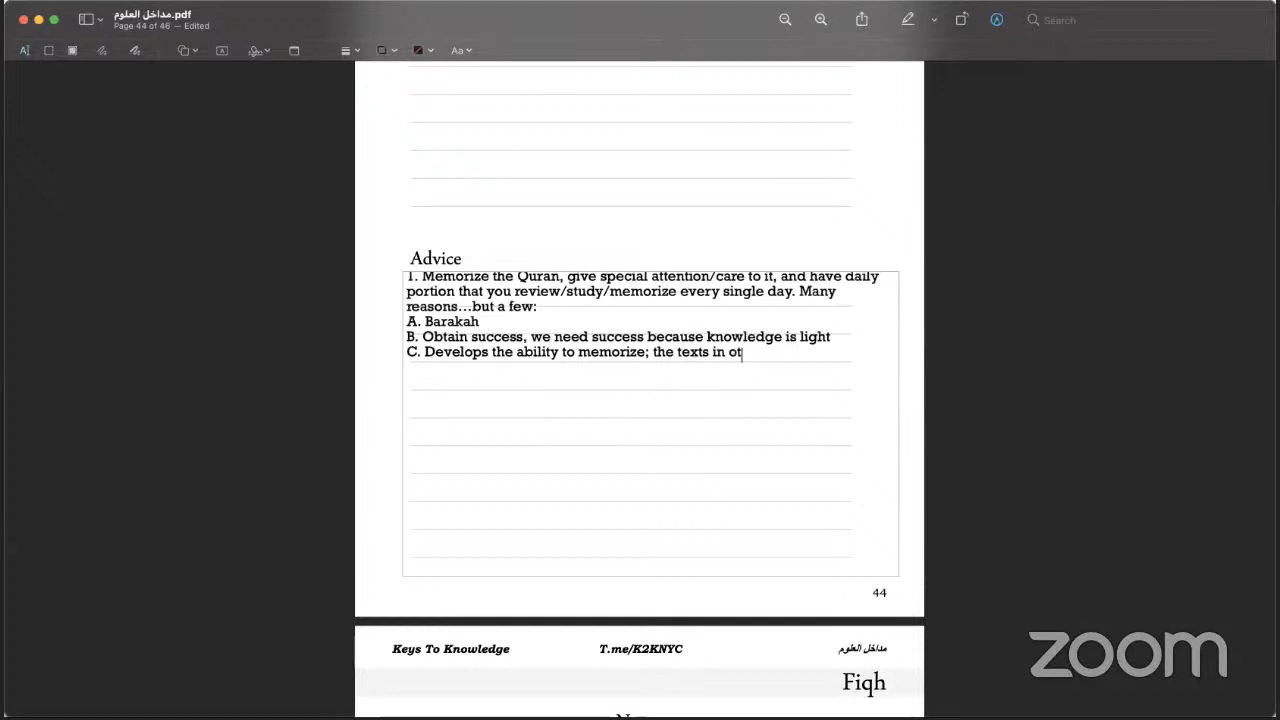 مداخل العلوم.pdf
Page 44 of 46 — Edited
Search
Aa
Advice
1. Memorize the Quran, give special attention/care to it, and have daily
portion that you review/study/memorize every single day. Many
reasons...but a few:
A. Barakah
B. Obtain success, we need success because knowledge is light
C. Develops the ability to memorize; the texts in ot
44
Keys To Knowledge
T.me/K2KNYC
مداخل العلوم
Fiqh
zoom